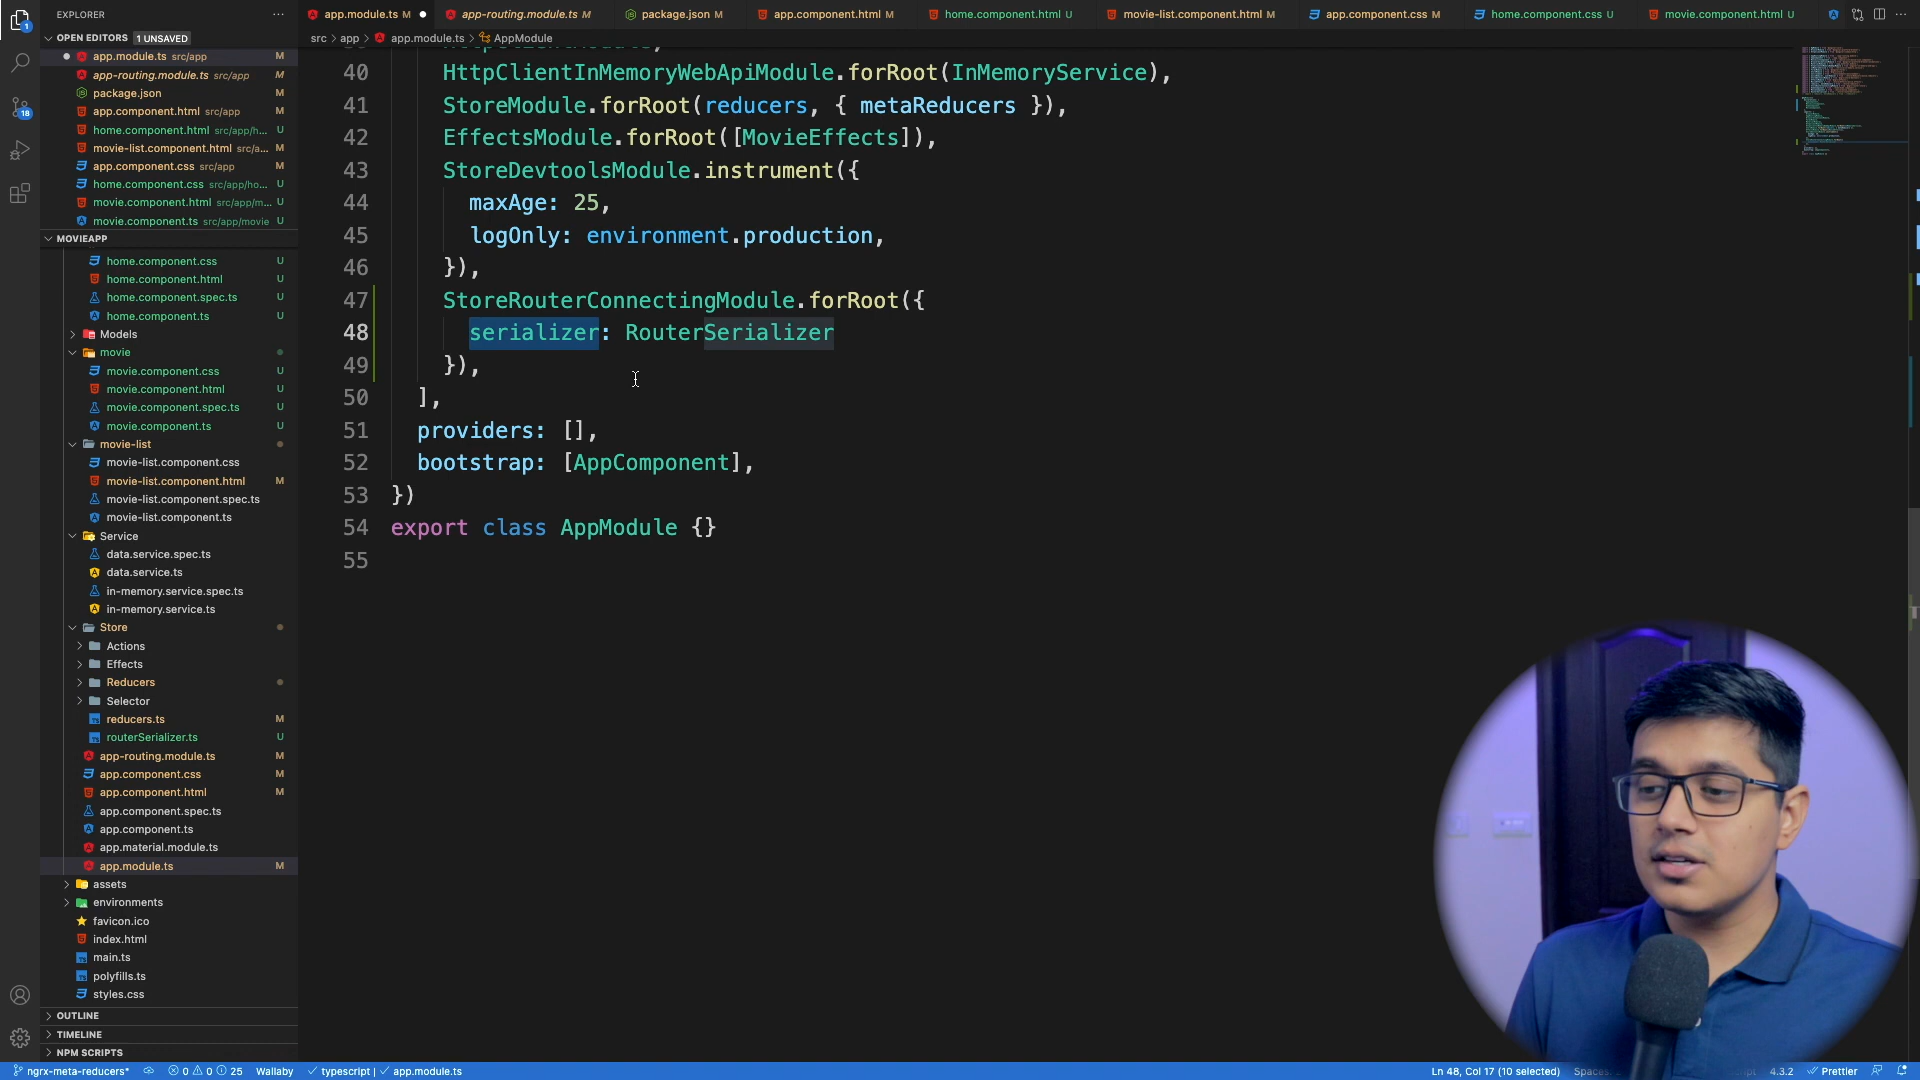 EXPLORER
OPEN EDITORS 1 UNSAVED
app.module.ts src/app M
app-routing.module.ts src/app M
package.json M
app.component.html src/app M
home.component.html src/app/h... U
movie-list.component.html src/a... M
app.component.css src/app M
home.component.css src/app/ho... U
movie.component.html src/app/m... U
movie.component.ts src/app/movie U
MOVIEAPP
home.component.css U
home.component.html U
home.component.spec.ts U
home.component.ts U
Models
movie
movie.component.css U
movie.component.html U
movie.component.spec.ts U
movie.component.ts U
movie-list
movie-list.component.css
movie-list.component.html M
movie-list.component.spec.ts
movie-list.component.ts
Service
data.service.spec.ts
data.service.ts
in-memory.service.spec.ts
in-memory.service.ts
Store
Actions
Effects
Reducers
Selector
reducers.ts M
routerSerializer.ts U
app-routing.module.ts M
app.component.css M
app.component.html M
app.component.spec.ts
app.component.ts
app.material.module.ts
app.module.ts M
assets
environments
favicon.ico
index.html
main.ts
polyfills.ts
styles.css
OUTLINE
TIMELINE
NPM SCRIPTS
app.module.ts M app-routing.module.ts M package.json M app.component.html M home.component.html U movie-list.component.html M app.component.css M home.component.css U movie.component.html U
src > app > app.module.ts > AppModule
40 HttpClientInMemoryWebApiModule.forRoot(InMemoryService),
41 StoreModule.forRoot(reducers, { metaReducers }),
42 EffectsModule.forRoot([MovieEffects]),
43 StoreDevtoolsModule.instrument({
44 maxAge: 25,
45 logOnly: environment.production,
46 }),
47 StoreRouterConnectingModule.forRoot({
48 serializer: RouterSerializer
49 }),
50 ],
51 providers: [],
52 bootstrap: [AppComponent],
53 })
54 export class AppModule {}
55
ngrx-meta-reducers* 0 0 25 Wallaby typescript | app.module.ts Ln 48, Col 17 (10 selected) 4.3.2 Prettier
18
1